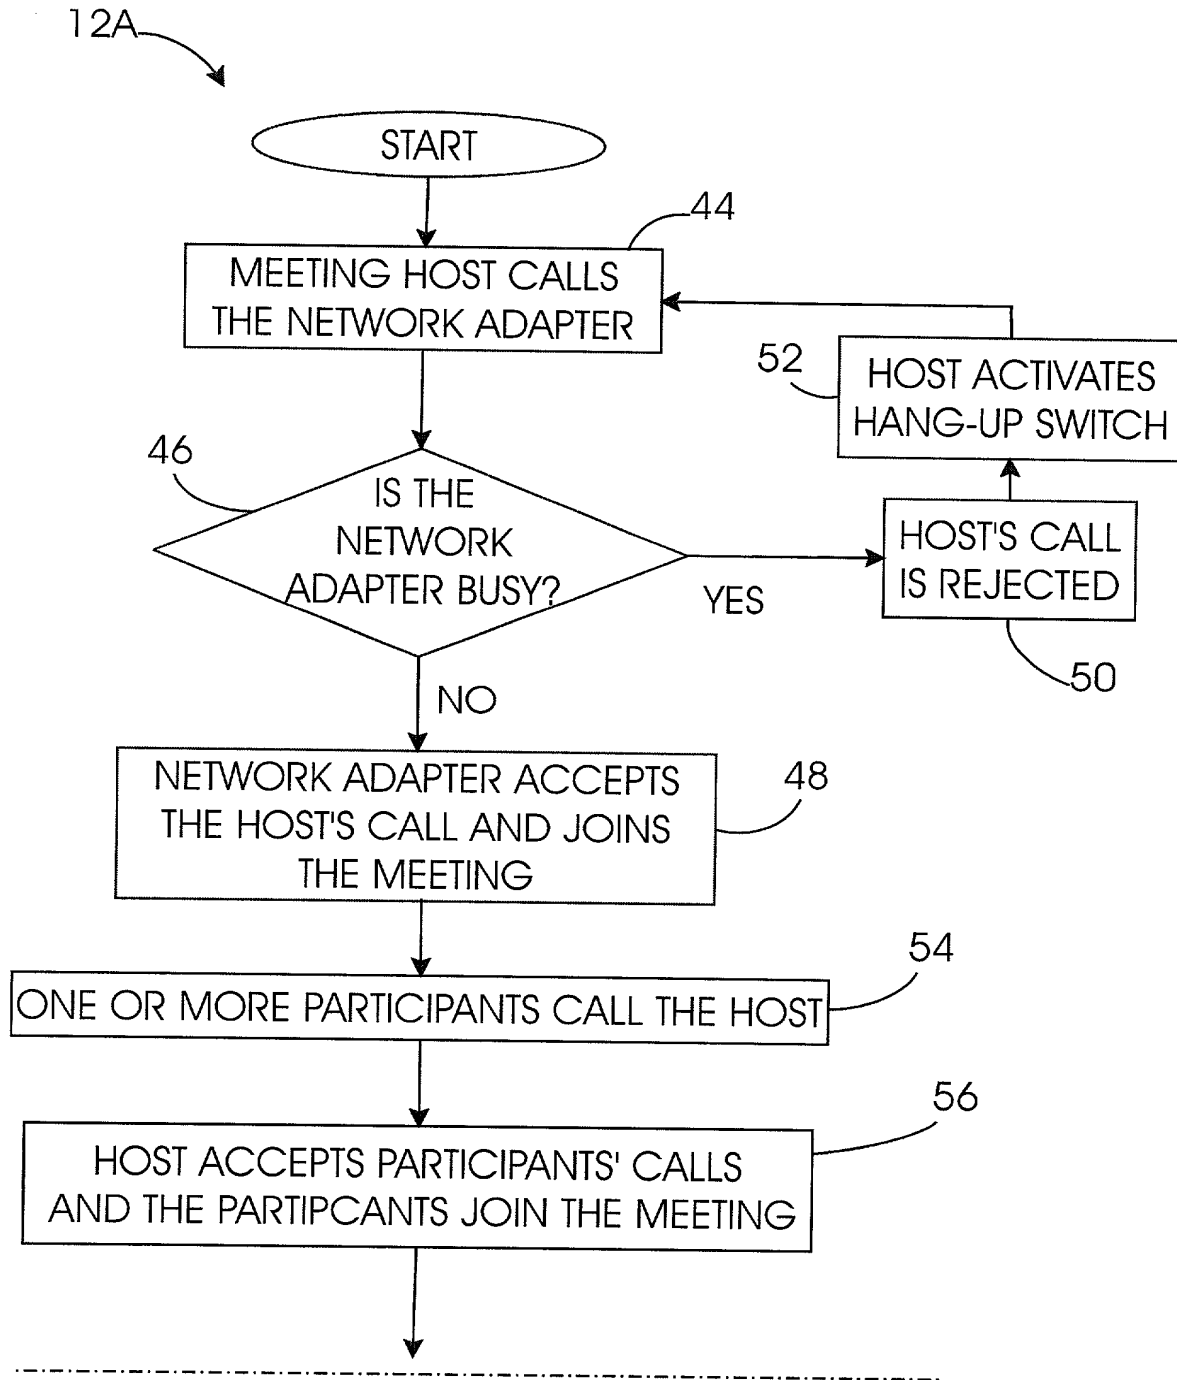 12A
START
44
MEETING HOST CALLS
THE NETWORK ADAPTER
52
HOST ACTIVATES
HANG-UP SWITCH
46
IS THE
NETWORK
ADAPTER BUSY?
YES
HOST'S CALL
IS REJECTED
50
NO
NETWORK ADAPTER ACCEPTS
THE HOST'S CALL AND JOINS
THE MEETING
48
54
ONE OR MORE PARTICIPANTS CALL THE HOST
56
HOST ACCEPTS PARTICIPANTS' CALLS
AND THE PARTIPCANTS JOIN THE MEETING